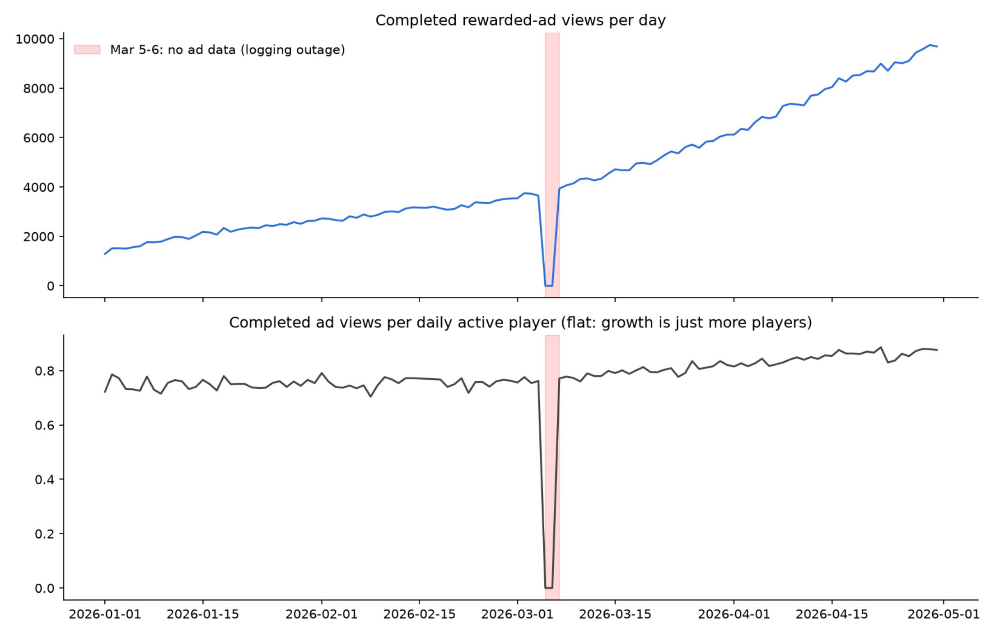 Completed rewarded-ad views per day
10000
8000
6000
4000
2000
0
Mar 5-6: no ad data (logging outage)
Completed ad views per daily active player (flat: growth is just more players)
0.8
0.6
0.4
0.2
0.0
2026-01-01 2026-01-15 2026-02-01 2026-02-15 2026-03-01 2026-03-15 2026-04-01 2026-04-15 2026-05-01